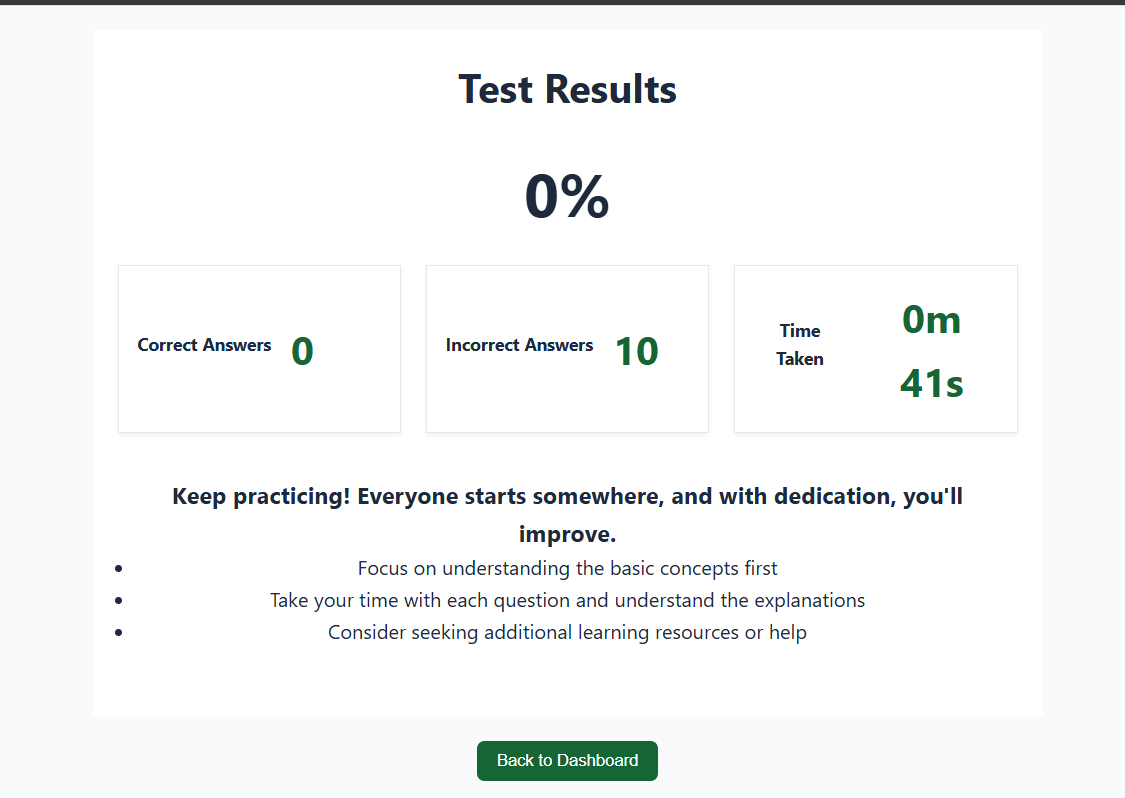 Test Results
0%
Correct Answers 0
Incorrect Answers 10
Time
Taken
0m
41s
Keep practicing! Everyone starts somewhere, and with dedication, you'll
improve.
Focus on understanding the basic concepts first
Take your time with each question and understand the explanations
Consider seeking additional learning resources or help
Back to Dashboard